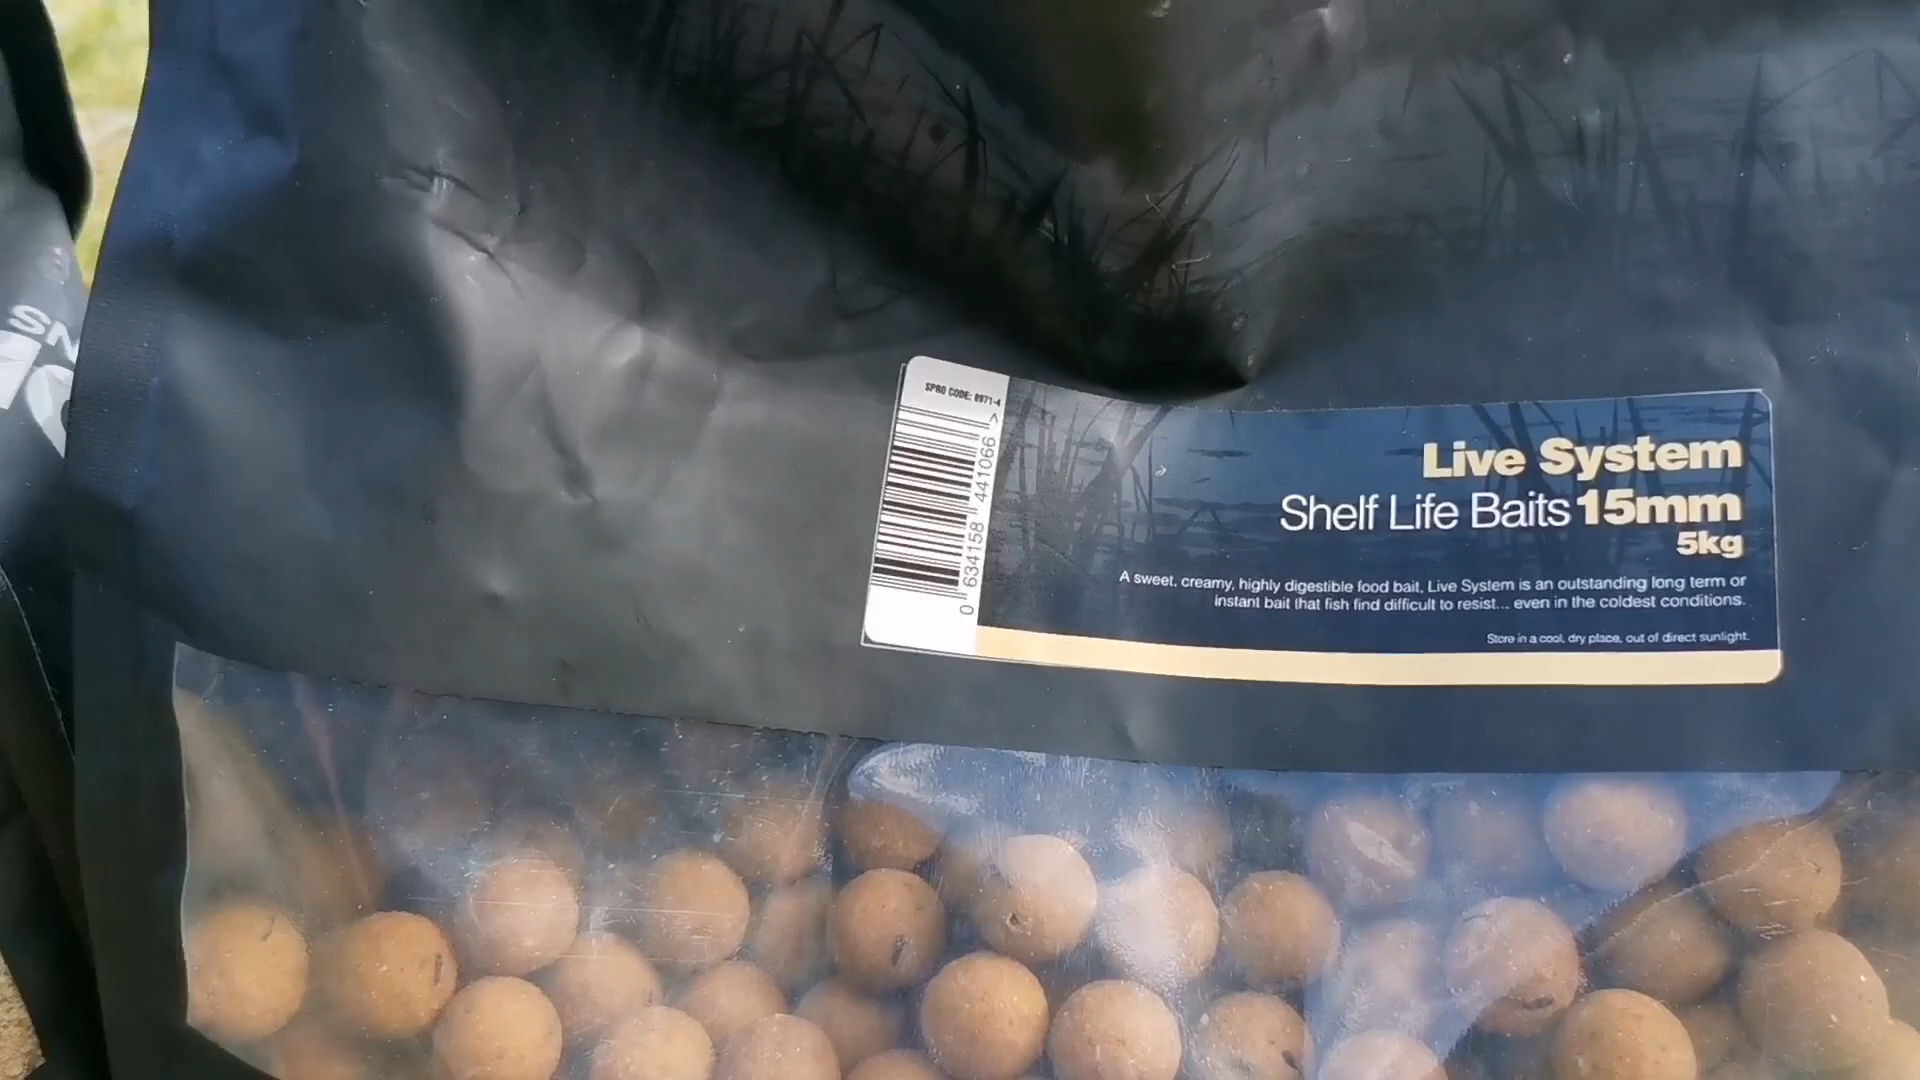 SPRO CODE: 8971-4
0 634158 441066 >
Live System
Shelf Life Baits 15mm
5kg
A sweet, creamy, highly digestible food bait, Live System is an outstanding long term or
instant bait that fish find difficult to resist... even in the coldest conditions.
Store in a cool, dry place, out of direct sunlight.